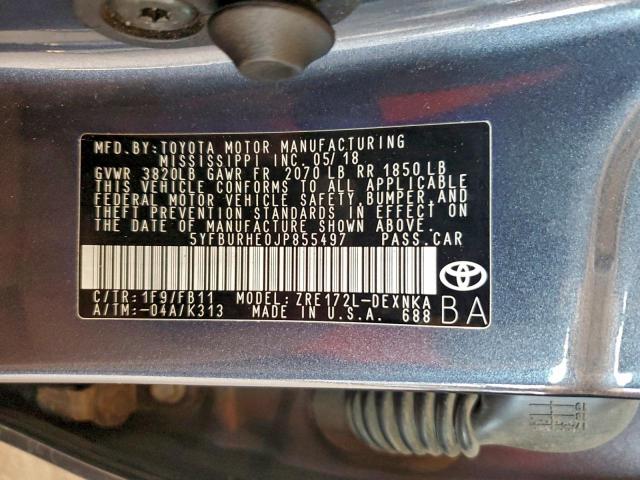 MFD.BY:TOYOTA MOTOR MANUFACTURING
MISSISSIPPI INC.05/18
GVWR 3820LB GAWR FR 2070 LB RR 1850 LB
THIS VEHICLE CONFORMS TO ALL APPLICABLE
FEDERAL MOTOR VEHICLE SAFETY,BUMPER,AND
THEFT PREVENTION STANDARDS IN EFFECT ON
THE DATE OF MANUFACTURE SHOWN ABOVE.
5YFBURHE0JP855497 PASS.CAR
C/TR:1F9/FB11 MODEL:ZRE172L-DEXNKA
A/TM:-04A/K313 MADE IN U.S.A. 688
BA